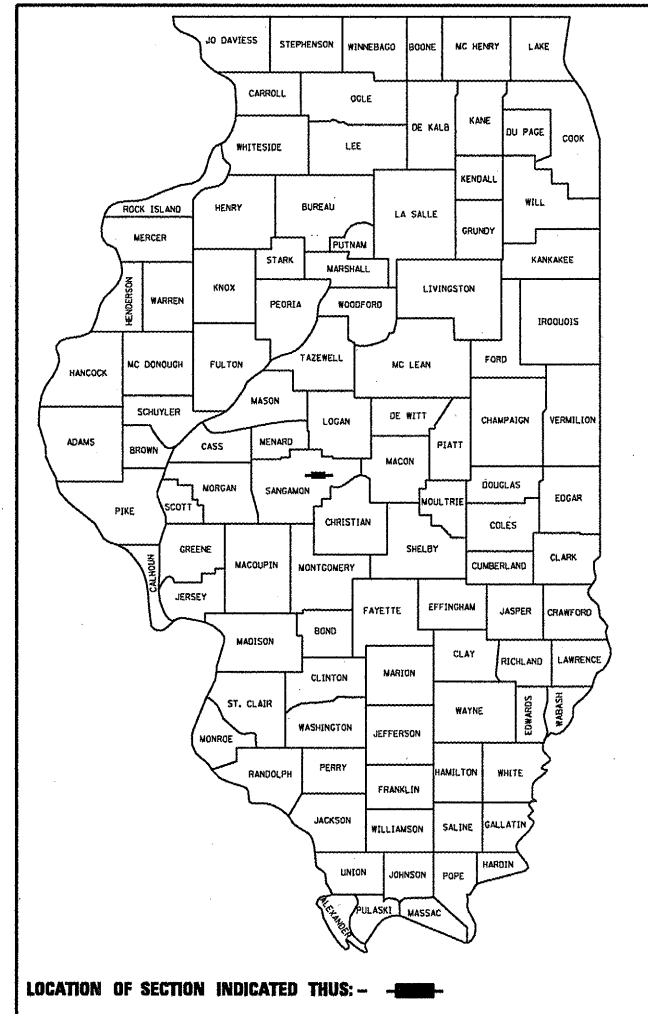 JO DAVIESS STEPHENSON WINNEBAGO BOONE MC HENRY LAKE
CARROLL OGLE DE KALB KANE DU PAGE COOK
WHITESIDE LEE KENDALL WILL
ROCK ISLAND HENRY BUREAU LA SALLE GRUNDY
MERCER STARK PUTNAM KANKAKEE
HENDERSON WARREN KNOX PEORIA MARSHALL LIVINGSTON IROQUOIS
WOODFORD
HANCOCK MC DONOUGH FULTON TAZEWELL MC LEAN FORD
SCHUYLER MASON LOGAN DE WITT CHAMPAIGN VERMILION
ADAMS BROWN CASS MENARD MACON PIATT
PIKE SCOTT MORGAN SANGAMON CHRISTIAN MOULTRIE DOUGLAS EDGAR
COLES
CALHOUN GREENE MACOUPIN MONTGOMERY SHELBY CUMBERLAND CLARK
JERSEY FAYETTE EFFINGHAM JASPER CRAWFORD
MADISON BOND CLAY RICHLAND LAWRENCE
CLINTON MARION
ST. CLAIR WAYNE EDWARDS WABASH
MONROE WASHINGTON JEFFERSON
RANDOLPH PERRY FRANKLIN HAMILTON WHITE
JACKSON WILLIAMSON SALINE GALLATIN
UNION JOHNSON POPE HARDIN
ALEXANDER PULASKI MASSAC
LOCATION OF SECTION INDICATED THUS: -